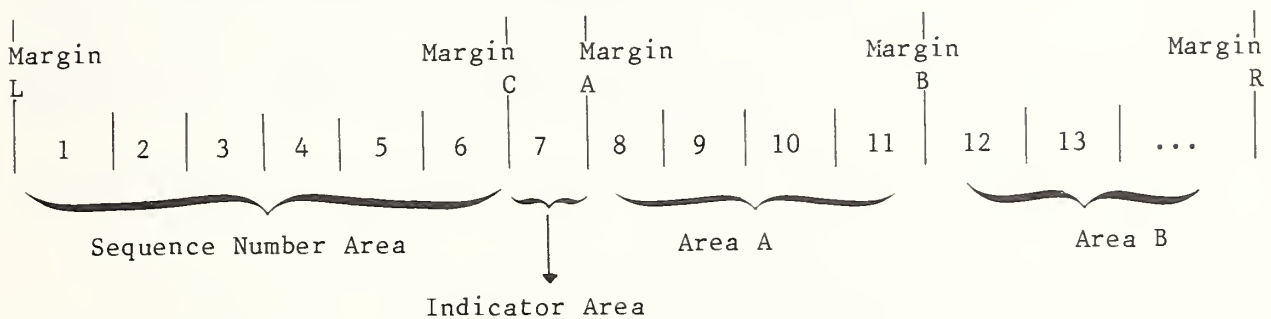 Margin Margin Margin Margin Margin
L C A B R
1 2 3 4 5 6 7 8 9 10 11 12 13 ...
Sequence Number Area Area A Area B
Indicator Area